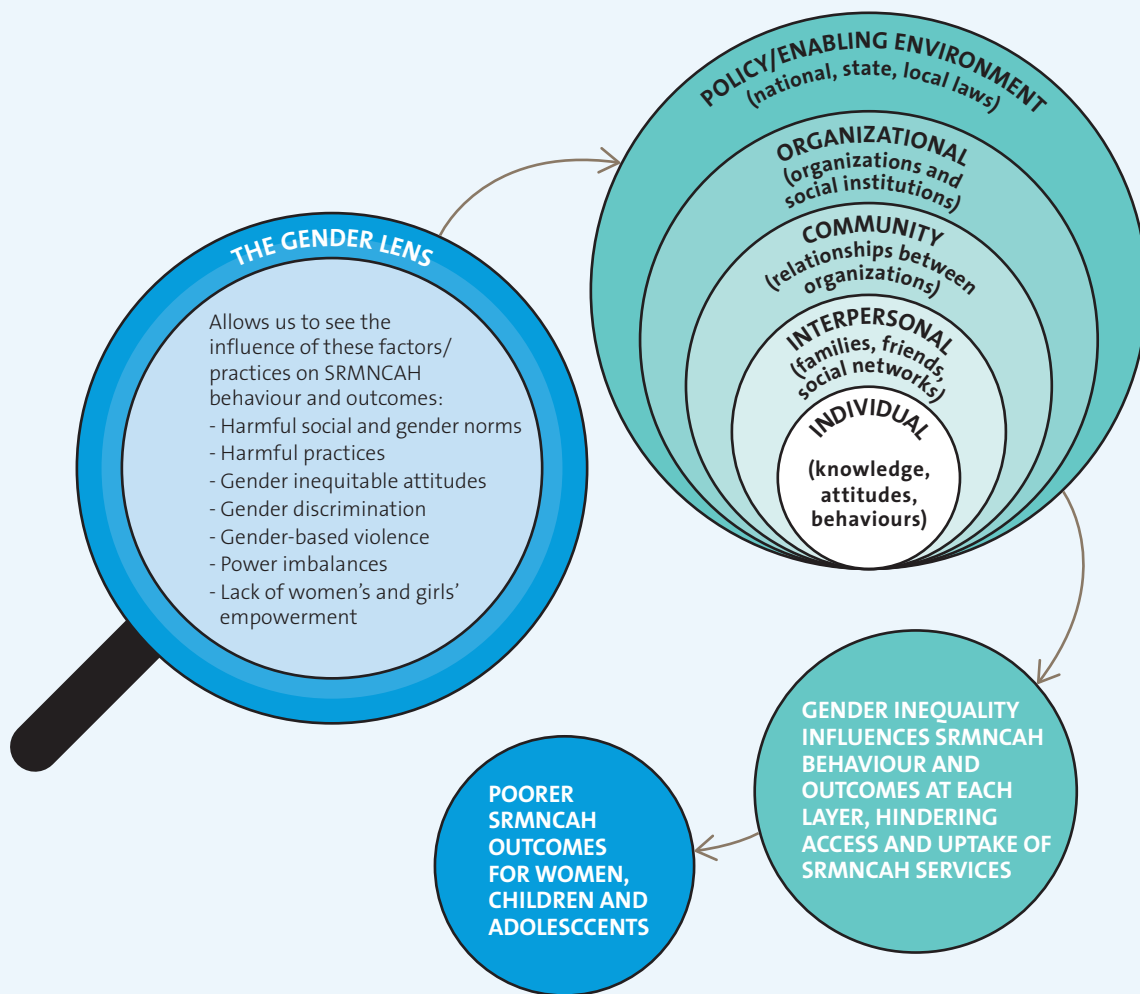 THE GENDER LENS
Allows us to see the
influence of these factors/
practices on SRMNCAH
behaviour and outcomes:
- Harmful social and gender norms
- Harmful practices
- Gender inequitable attitudes
- Gender discrimination
- Gender-based violence
- Power imbalances
- Lack of women’s and girls’
empowerment
POLICY/ENABLING ENVIRONMENT
(national, state, local laws)
ORGANIZATIONAL
(organizations and
social institutions)
COMMUNITY
(relationships between
organizations)
INTERPERSONAL
(families, friends,
social networks)
INDIVIDUAL
(knowledge,
attitudes,
behaviours)
GENDER INEQUALITY
INFLUENCES SRMNCAH
BEHAVIOUR AND
OUTCOMES AT EACH
LAYER, HINDERING
ACCESS AND UPTAKE OF
SRMNCAH SERVICES
POORER
SRMNCAH
OUTCOMES
FOR WOMEN,
CHILDREN AND
ADOLESCCENTS